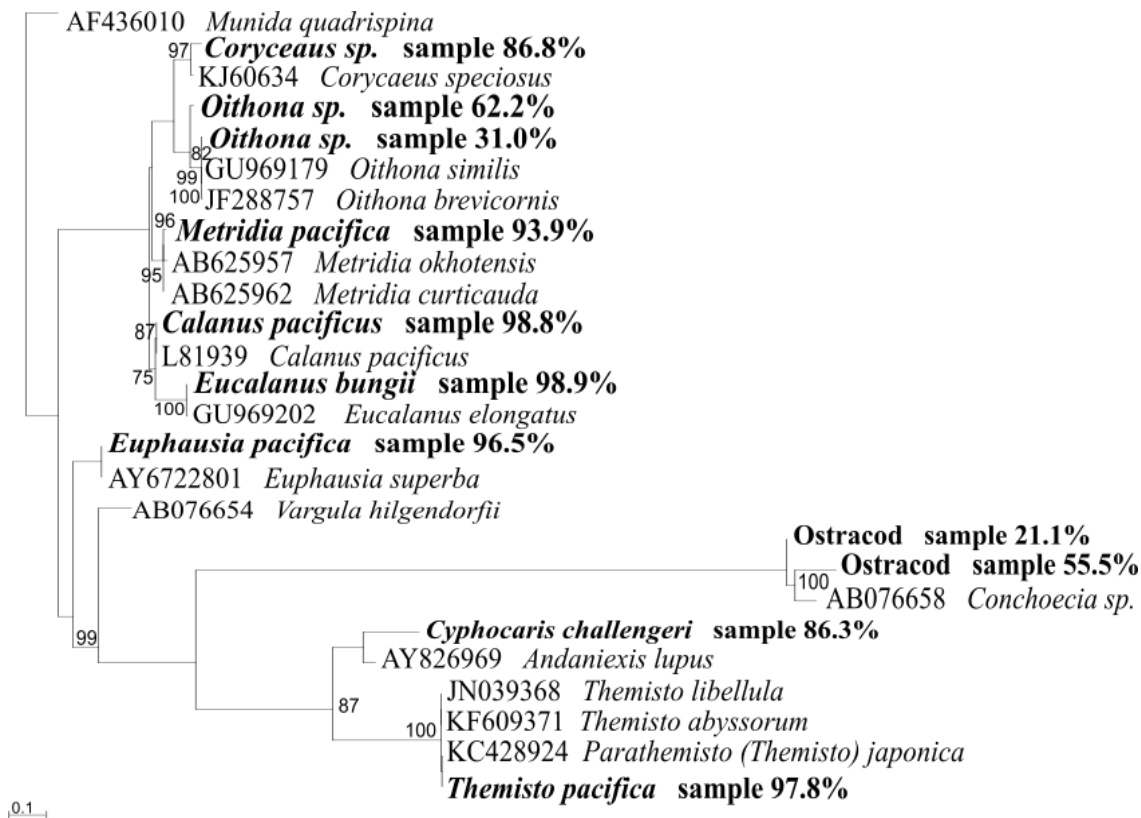 AF436010 Munida quadrispina
97 Coryceaus sp. sample 86.8%
KJ60634 Corycaeus speciosus
Oithona sp. sample 62.2%
Oithona sp. sample 31.0%
82
GU969179 Oithona similis
99
100 JF288757 Oithona brevicornis
96
Metridia pacifica sample 93.9%
AB625957 Metridia okhotensis
95
AB625962 Metridia curticauda
87 Calanus pacificus sample 98.8%
L81939 Calanus pacificus
75
Eucalanus bungii sample 98.9%
100 GU969202 Eucalanus elongatus
Euphausia pacifica sample 96.5%
AY6722801 Euphausia superba
AB076654 Vargula hilgendorfii
Ostracod sample 21.1%
Ostracod sample 55.5%
100
AB076658 Conchoecia sp.
99
Cyphocaris challengeri sample 86.3%
AY826969 Andaniexis lupus
JN039368 Themisto libellula
87
KF609371 Themisto abyssorum
100
KC428924 Parathemisto (Themisto) japonica
Themisto pacifica sample 97.8%
0.1